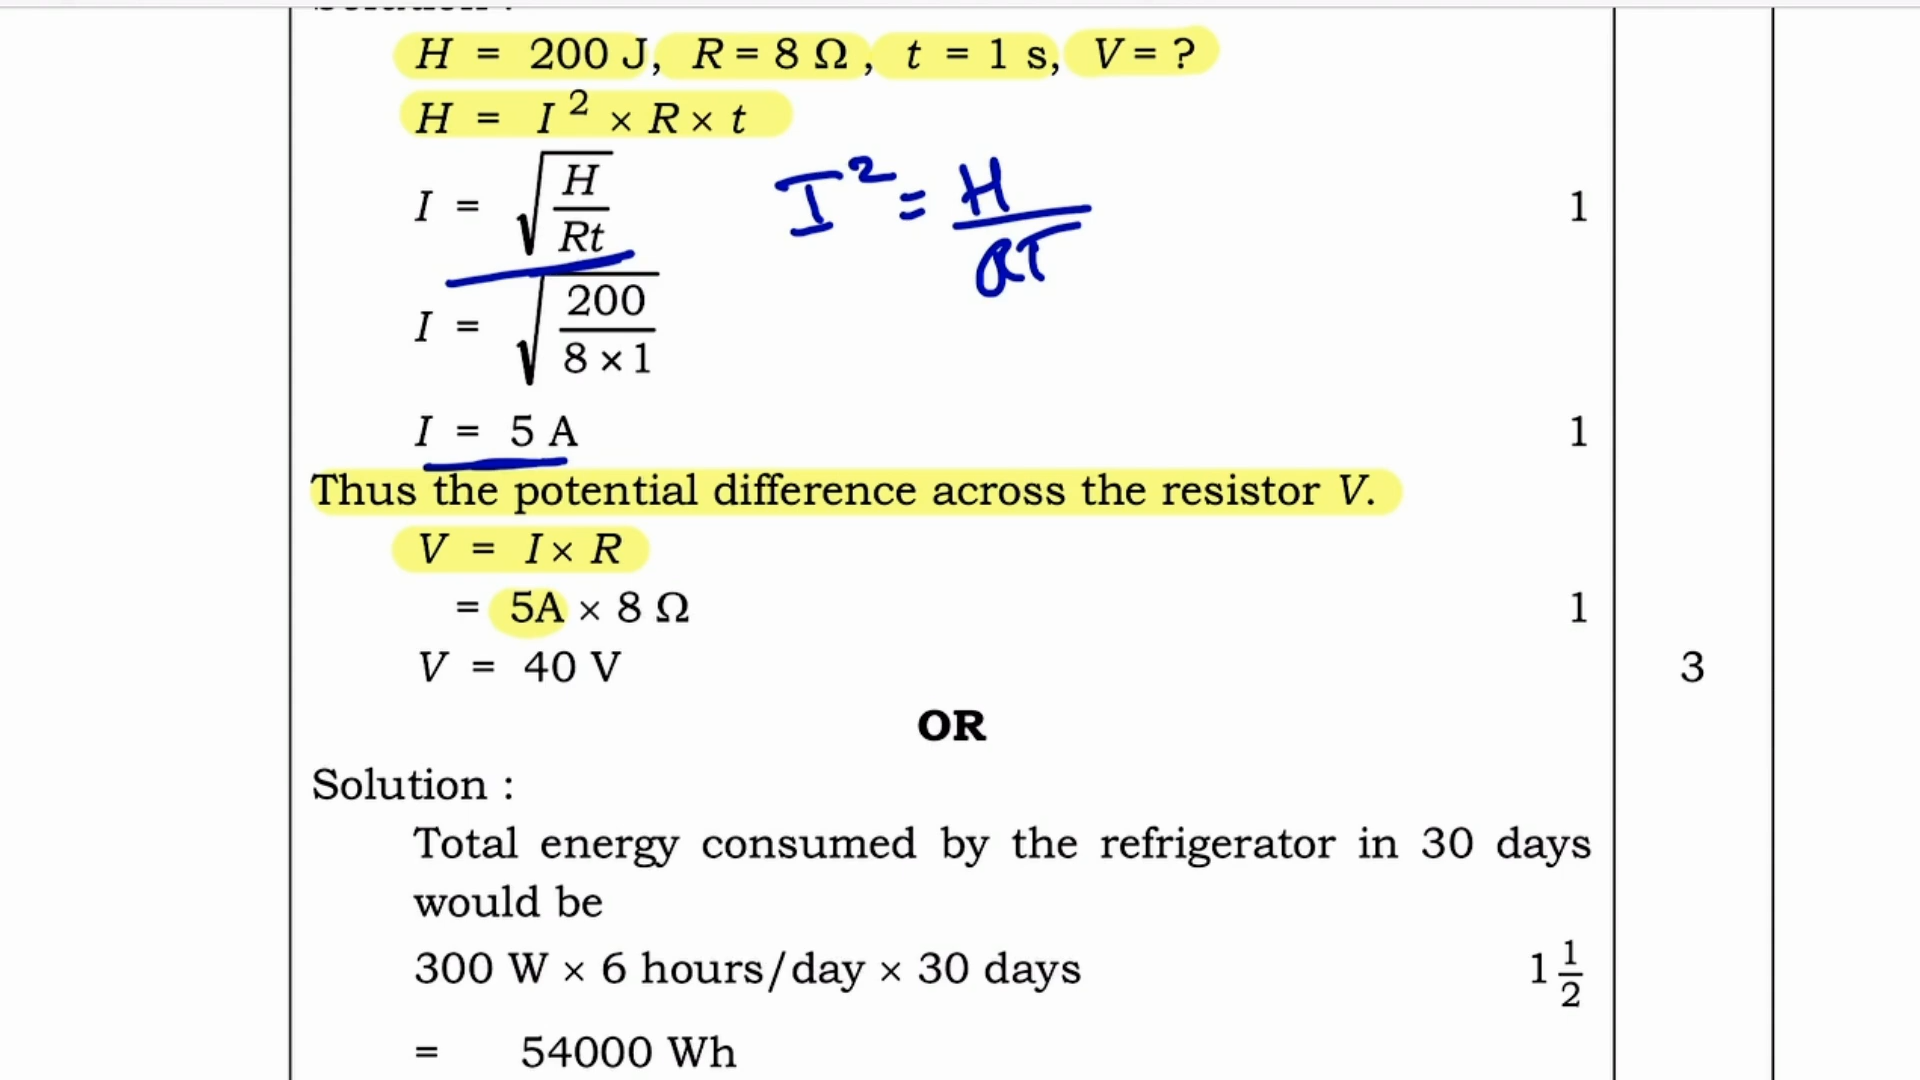 H = 200 J, R = 8 Ω , t = 1 s, V = ?
H = I² × R × t
I = √(H/Rt) 1
I² = H/RT
I = √(200/(8 × 1))
I = 5 A 1
Thus the potential difference across the resistor V.
V = I × R
= 5A × 8 Ω 1
V = 40 V 3
OR
Solution :
Total energy consumed by the refrigerator in 30 days
would be
300 W × 6 hours/day × 30 days 1 1/2
= 54000 Wh